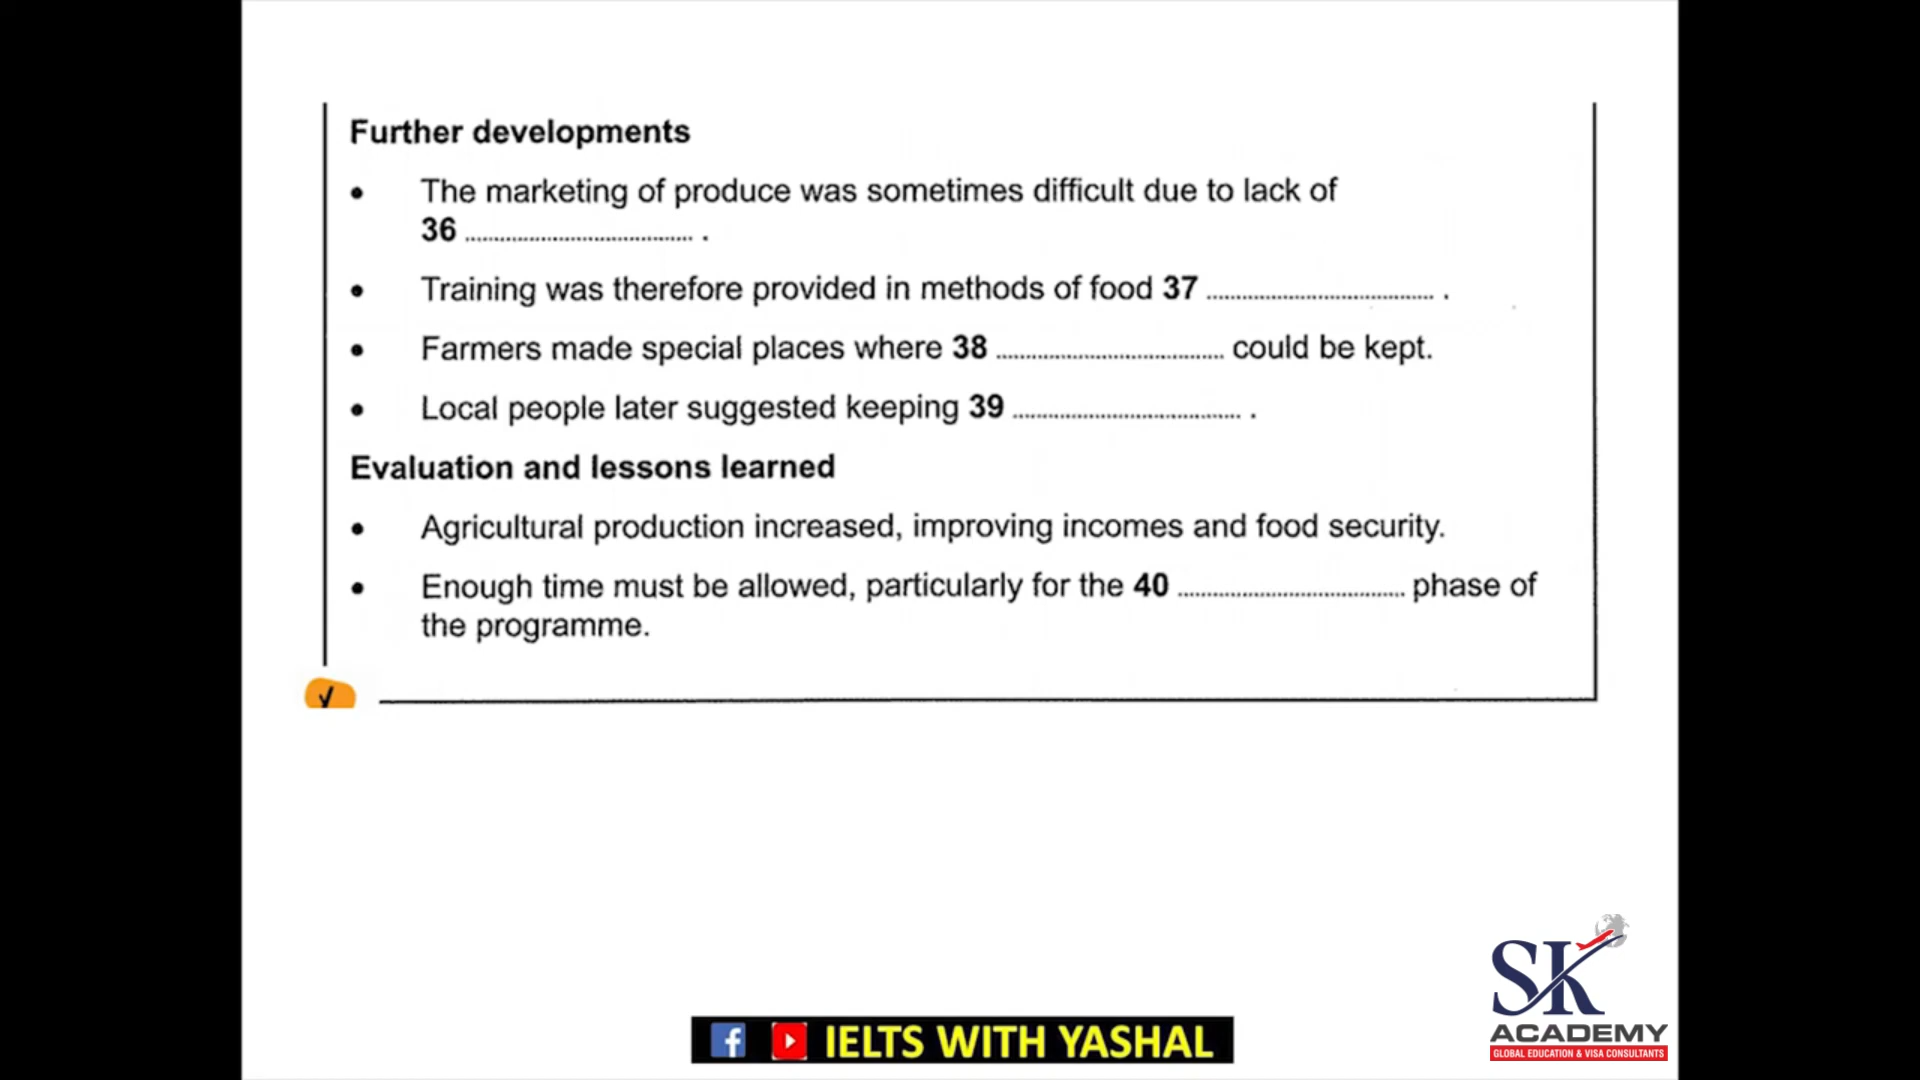 Further developments
• The marketing of produce was sometimes difficult due to lack of
36 .................................... .
• Training was therefore provided in methods of food 37 .................................... .
• Farmers made special places where 38 .................................... could be kept.
• Local people later suggested keeping 39 .................................... .
Evaluation and lessons learned
• Agricultural production increased, improving incomes and food security.
• Enough time must be allowed, particularly for the 40 .................................... phase of
the programme.
SK
ACADEMY
GLOBAL EDUCATION & VISA CONSULTANTS
IELTS WITH YASHAL